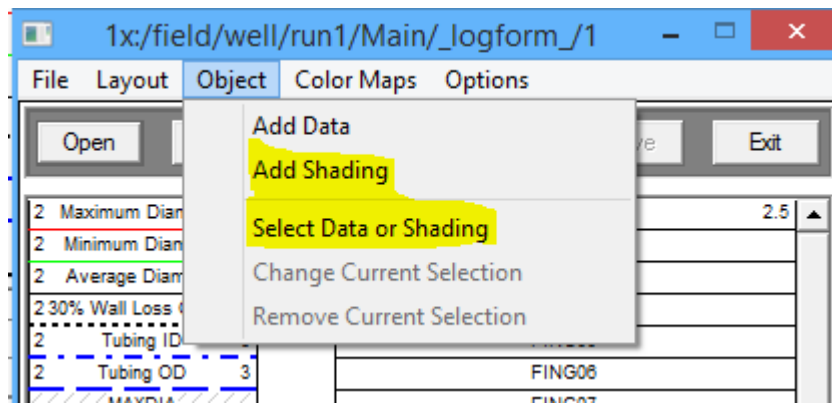 1x:/field/well/run1/Main/_logform_/1
File Layout Object Color Maps Options
Open Exit
Add Data
Add Shading
Select Data or Shading
Change Current Selection
Remove Current Selection
2 Maximum Diam 2.5
2 Minimum Diam
2 Average Diam
2 30% Wall Loss
2 Tubing ID
2 Tubing OD 3 FING06
MAXDIA FING07